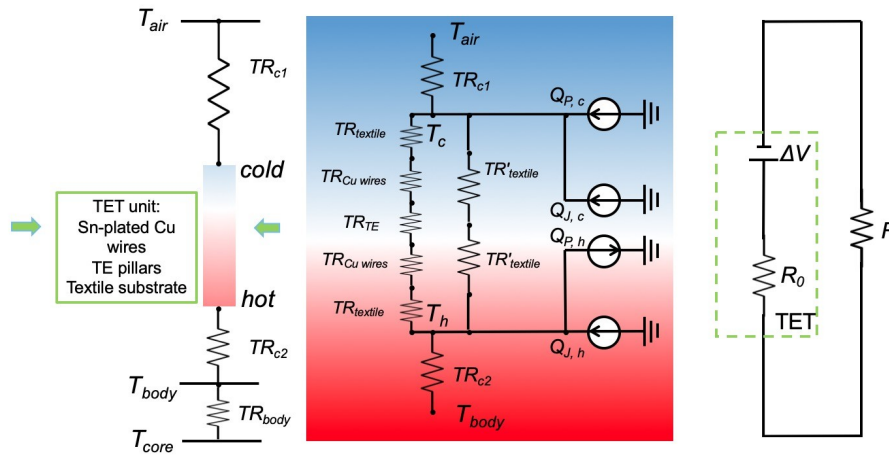 T_air
TR_c1
cold
TET unit:
Sn-plated Cu
wires
TE pillars
Textile substrate
hot
TR_c2
T_body
TR_body
T_core
T_air
TR_c1
Q_P, c
TR_textile
T_c
TR_Cu wires
TR'_textile
TR_TE
Q_J, c
Q_P, h
TR_Cu wires
TR'_textile
TR_textile
T_h
Q_J, h
TR_c2
T_body
ΔV
R_0
TET